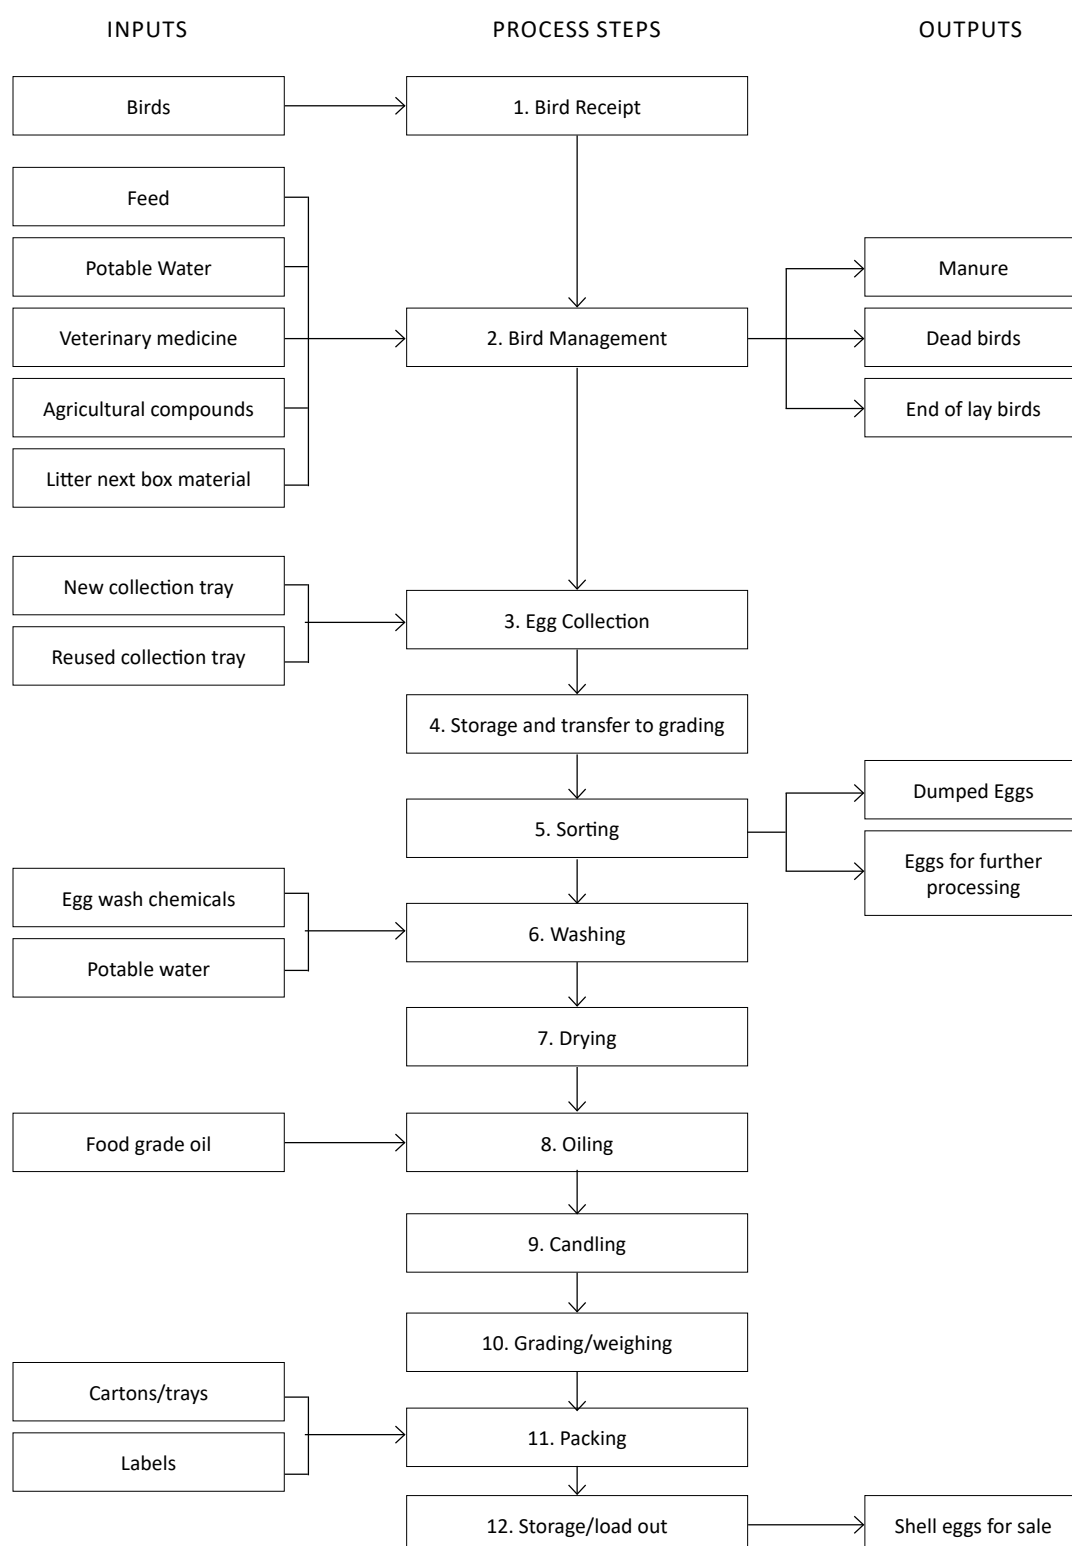 INPUTS
PROCESS STEPS
OUTPUTS
Birds
1. Bird Receipt
Feed
Potable Water
Veterinary medicine
Agricultural compounds
Litter next box material
2. Bird Management
Manure
Dead birds
End of lay birds
New collection tray
Reused collection tray
3. Egg Collection
4. Storage and transfer to grading
5. Sorting
Dumped Eggs
Eggs for further
processing
Egg wash chemicals
Potable water
6. Washing
7. Drying
Food grade oil
8. Oiling
9. Candling
10. Grading/weighing
Cartons/trays
Labels
11. Packing
12. Storage/load out
Shell eggs for sale